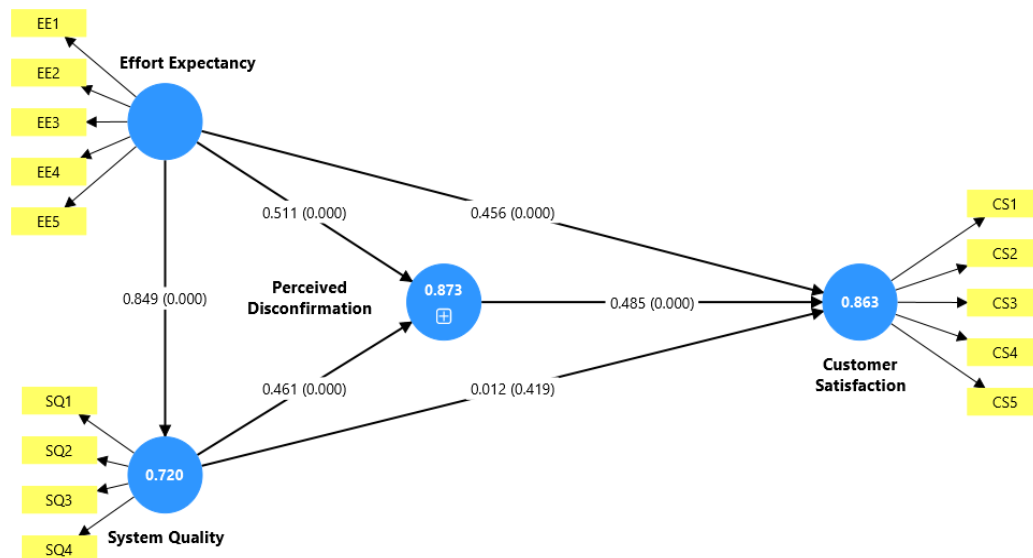 EE1
Effort Expectancy
EE2
EE3
EE4
EE5
0.511 (0.000)
0.456 (0.000)
CS1
CS2
0.849 (0.000)
Perceived
Disconfirmation
0.873
0.485 (0.000)
0.863
CS3
CS4
Customer
Satisfaction
CS5
0.461 (0.000)
0.012 (0.419)
SQ1
SQ2
0.720
SQ3
SQ4
System Quality